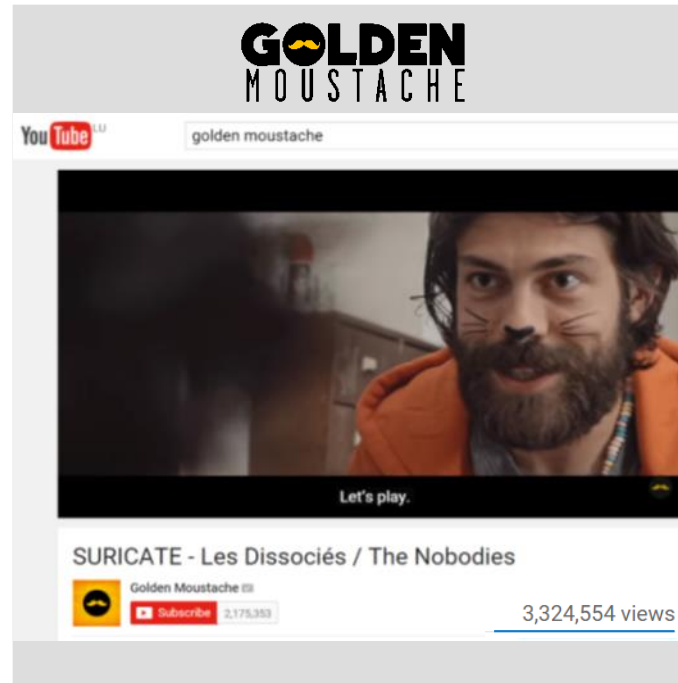 GOLDEN
MOUSTACHE
YouTube LU
golden moustache
Let's play.
SURICATE - Les Dissociés / The Nobodies
Golden Moustache
Subscribe 2,175,353
3,324,554 views